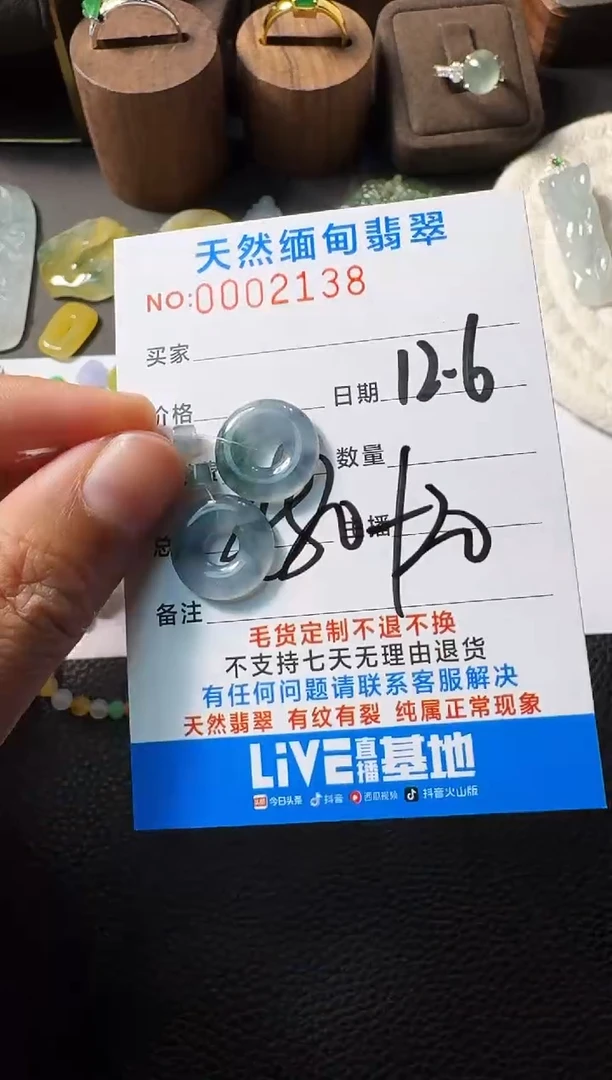 天然缅甸翡翠
NO:0002138
买家
日期 12.6
价格
数量
总 主播
备注
毛货定制不退不换
不支持七天无理由退货
有任何问题请联系客服解决
天然翡翠 有纹有裂 纯属正常现象
LiVE直播基地
头条 今日头条 抖音 西瓜视频 抖音火山版